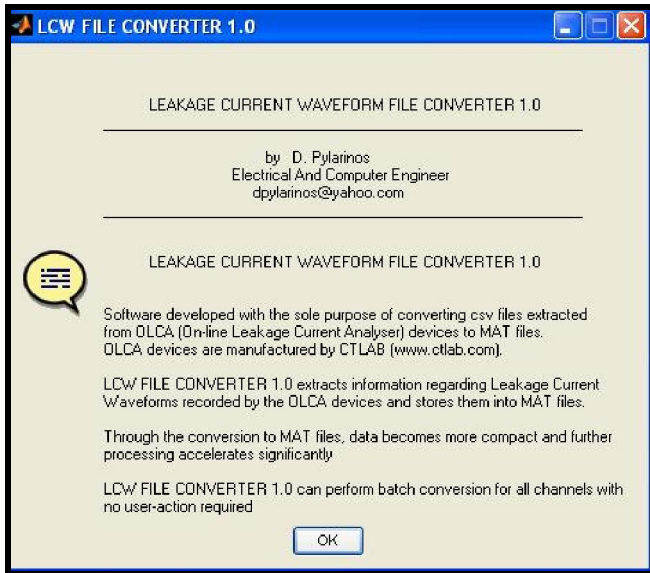 LCW FILE CONVERTER 1.0
LEAKAGE CURRENT WAVEFORM FILE CONVERTER 1.0
by D. Pylarinos
Electrical And Computer Engineer
dpylarinos@yahoo.com
LEAKAGE CURRENT WAVEFORM FILE CONVERTER 1.0
Software developed with the sole purpose of converting csv files extracted
from OLCA (On-line Leakage Current Analyser) devices to MAT files.
OLCA devices are manufactured by CTLAB (www.ctlab.com).
LCW FILE CONVERTER 1.0 extracts information regarding Leakage Current
Waveforms recorded by the OLCA devices and stores them into MAT files.
Through the conversion to MAT files, data becomes more compact and further
processing accelerates significantly
LCW FILE CONVERTER 1.0 can perform batch conversion for all channels with
no user-action required
OK